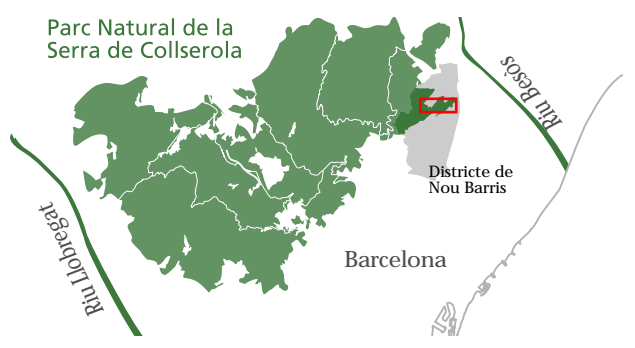 Parc Natural de la
Serra de Collserola
Riu Besòs
Districte de
Nou Barris
Barcelona
Riu Llobregat